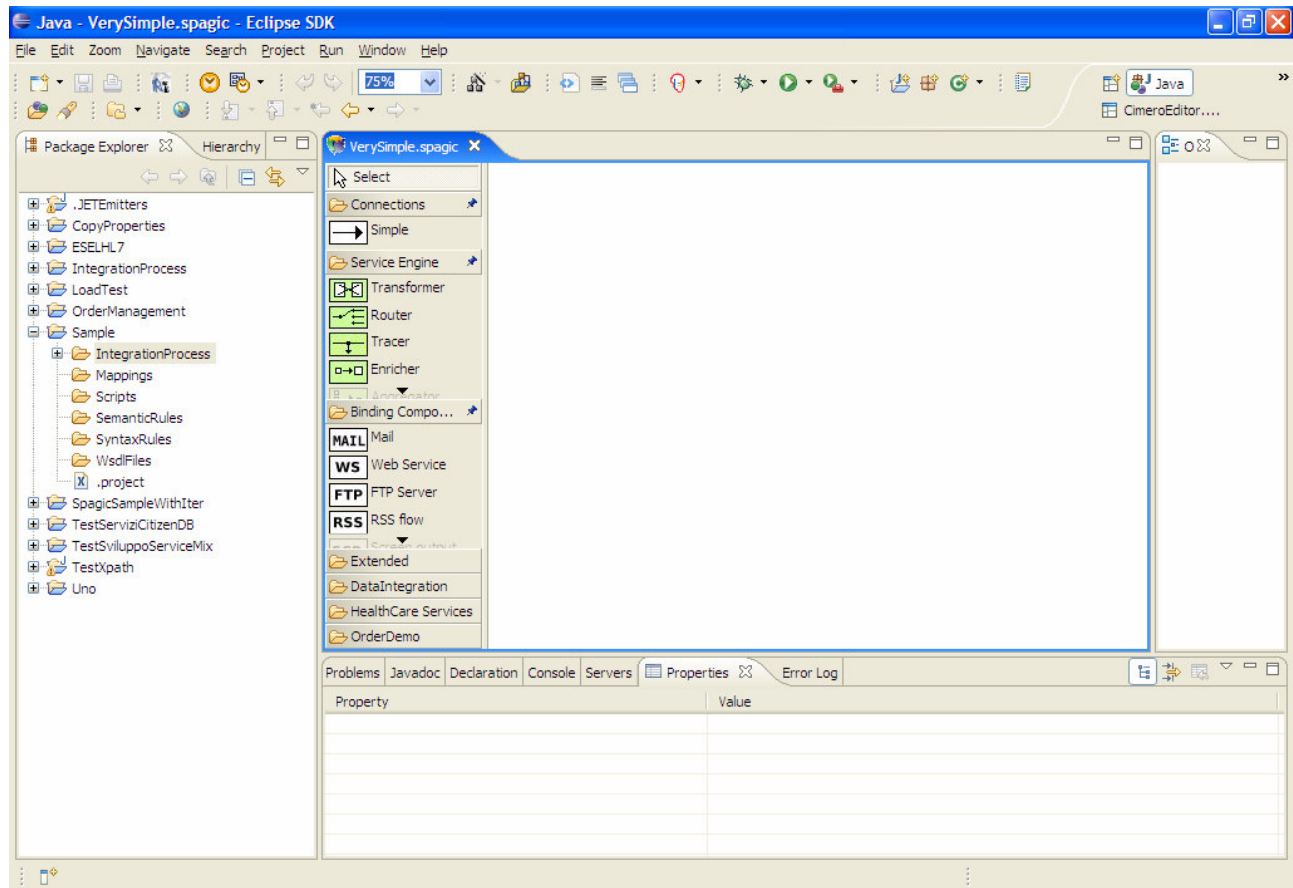 Java - VerySimple.spagic - Eclipse SDK
File Edit Zoom Navigate Search Project Run Window Help
75%
Java
»
CimeroEditor....
Package Explorer
Hierarchy
VerySimple.spagic
O
Select
.JETEmitters
Connections
CopyProperties
Simple
ESELHL7
Service Engine
IntegrationProcess
Transformer
LoadTest
Router
OrderManagement
Tracer
Sample
IntegrationProcess
Enricher
Mappings
Aggregator
Scripts
Binding Compo...
SemanticRules
MAIL Mail
SyntaxRules
WS Web Service
WsdlFiles
FTP FTP Server
X .project
SpagicSampleWithIter
RSS RSS flow
TestServiziCitizenDB
TestSviluppoServiceMix
Screen output
TestXpath
Extended
Uno
DataIntegration
HealthCare Services
OrderDemo
Problems Javadoc Declaration Console Servers Properties Error Log
Property Value